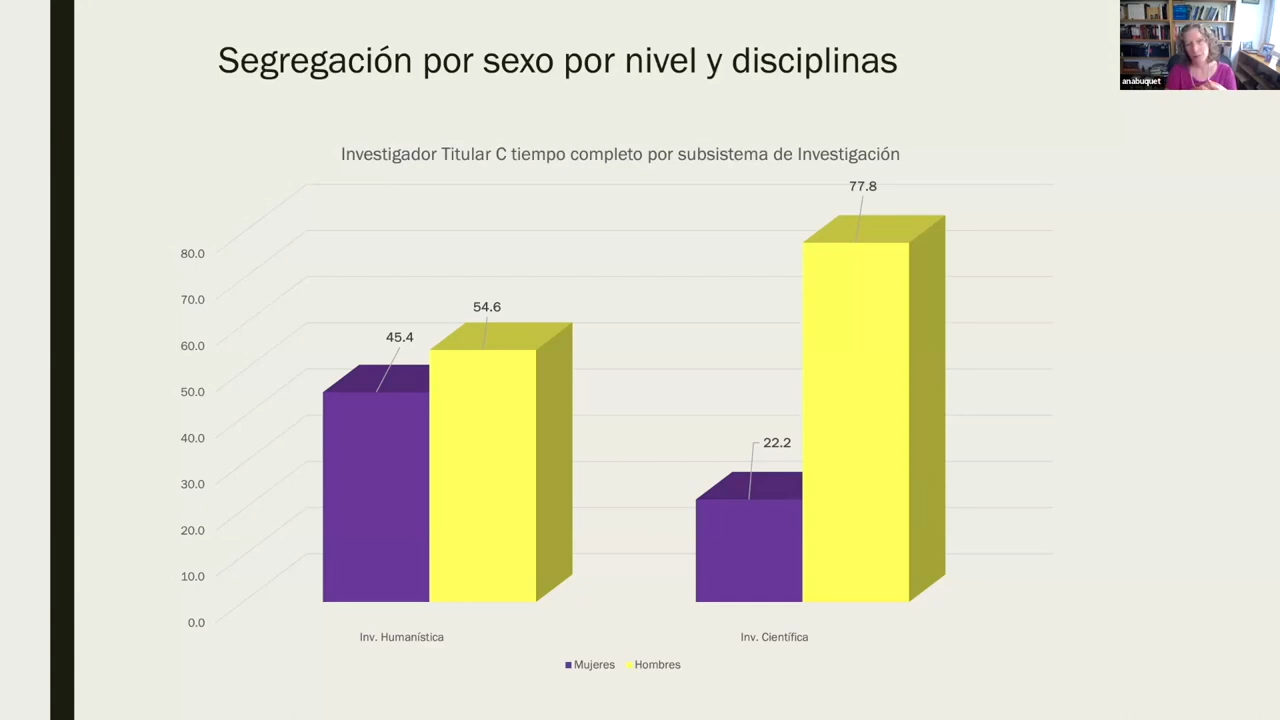 Segregación por sexo por nivel y disciplinas
anabuquet
Investigador Titular C tiempo completo por subsistema de Investigación
80.0
70.0
60.0
50.0
40.0
30.0
20.0
10.0
0.0
45.4
54.6
22.2
77.8
Inv. Humanística
Inv. Científica
Mujeres
Hombres